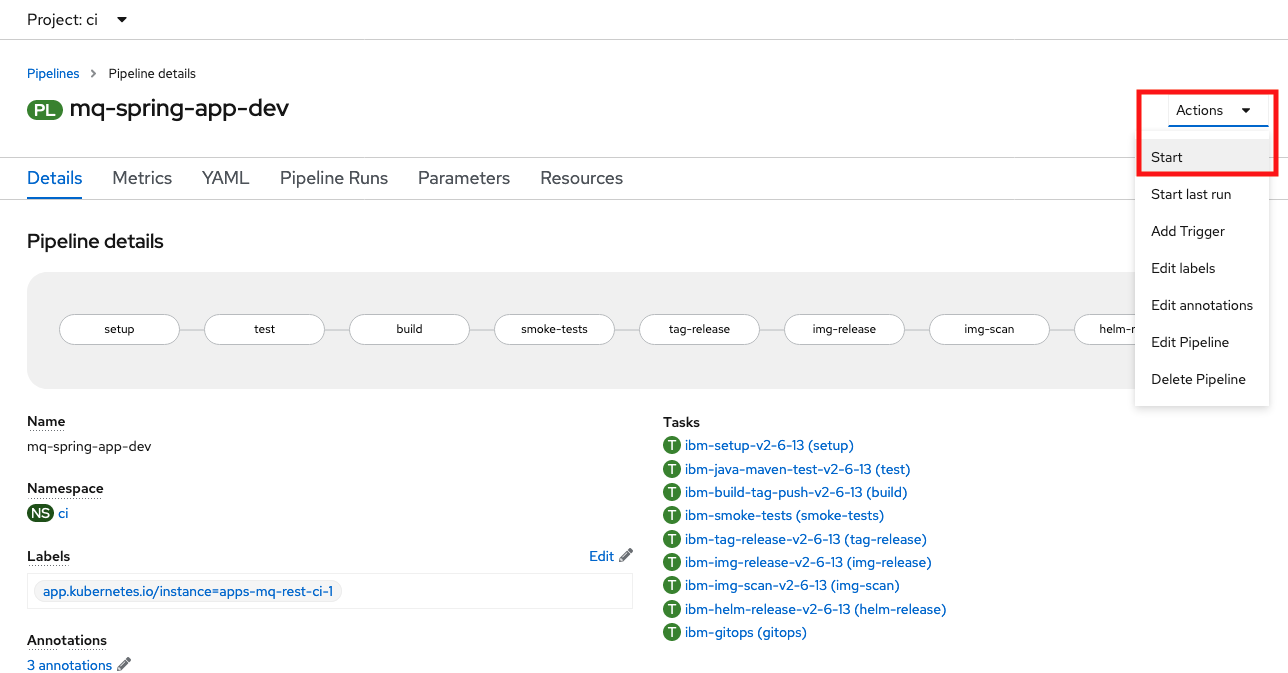 Project: ci
Pipelines > Pipeline details
PL mq-spring-app-dev
Actions
Start
Start last run
Add Trigger
Edit labels
Edit annotations
Edit Pipeline
Delete Pipeline
Details Metrics YAML Pipeline Runs Parameters Resources
Pipeline details
setup test build smoke-tests tag-release img-release img-scan helm-r
Name
mq-spring-app-dev
Namespace
NS ci
Labels Edit
app.kubernetes.io/instance=apps-mq-rest-ci-1
Annotations
3 annotations
Tasks
T ibm-setup-v2-6-13 (setup)
T ibm-java-maven-test-v2-6-13 (test)
T ibm-build-tag-push-v2-6-13 (build)
T ibm-smoke-tests (smoke-tests)
T ibm-tag-release-v2-6-13 (tag-release)
T ibm-img-release-v2-6-13 (img-release)
T ibm-img-scan-v2-6-13 (img-scan)
T ibm-helm-release-v2-6-13 (helm-release)
T ibm-gitops (gitops)